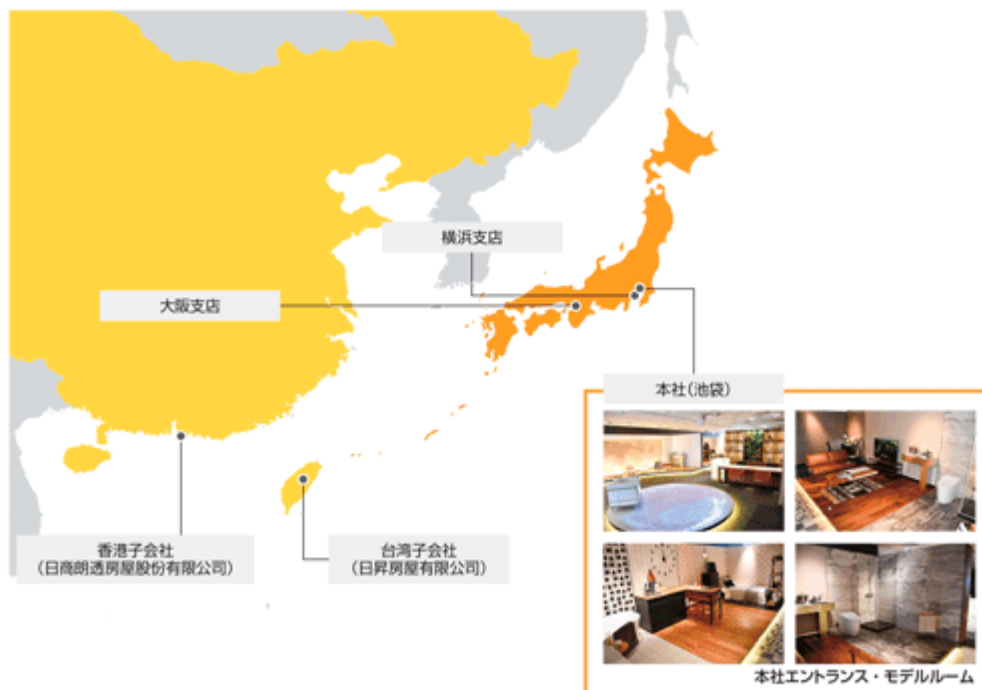 横浜支店
大阪支店
本社（池袋）
香港子会社
（日商朗透房屋股份有限公司）
台湾子会社
（日昇房屋有限公司）
本社エントランス・モデルルーム